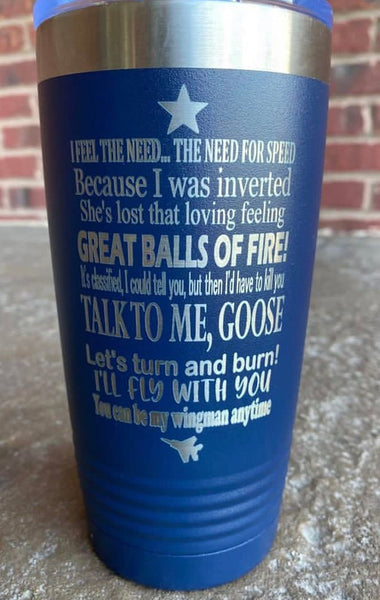 I FEEL THE NEED... THE NEED FOR SPEED
Because I was inverted
She's lost that loving feeling
GREAT BALLS OF FIRE!
It's classified, I could tell you, but then I'd have to kill you
TALK TO ME, GOOSE
Let's turn and burn!
I'LL FLY WITH YOU
You can be my wingman anytime